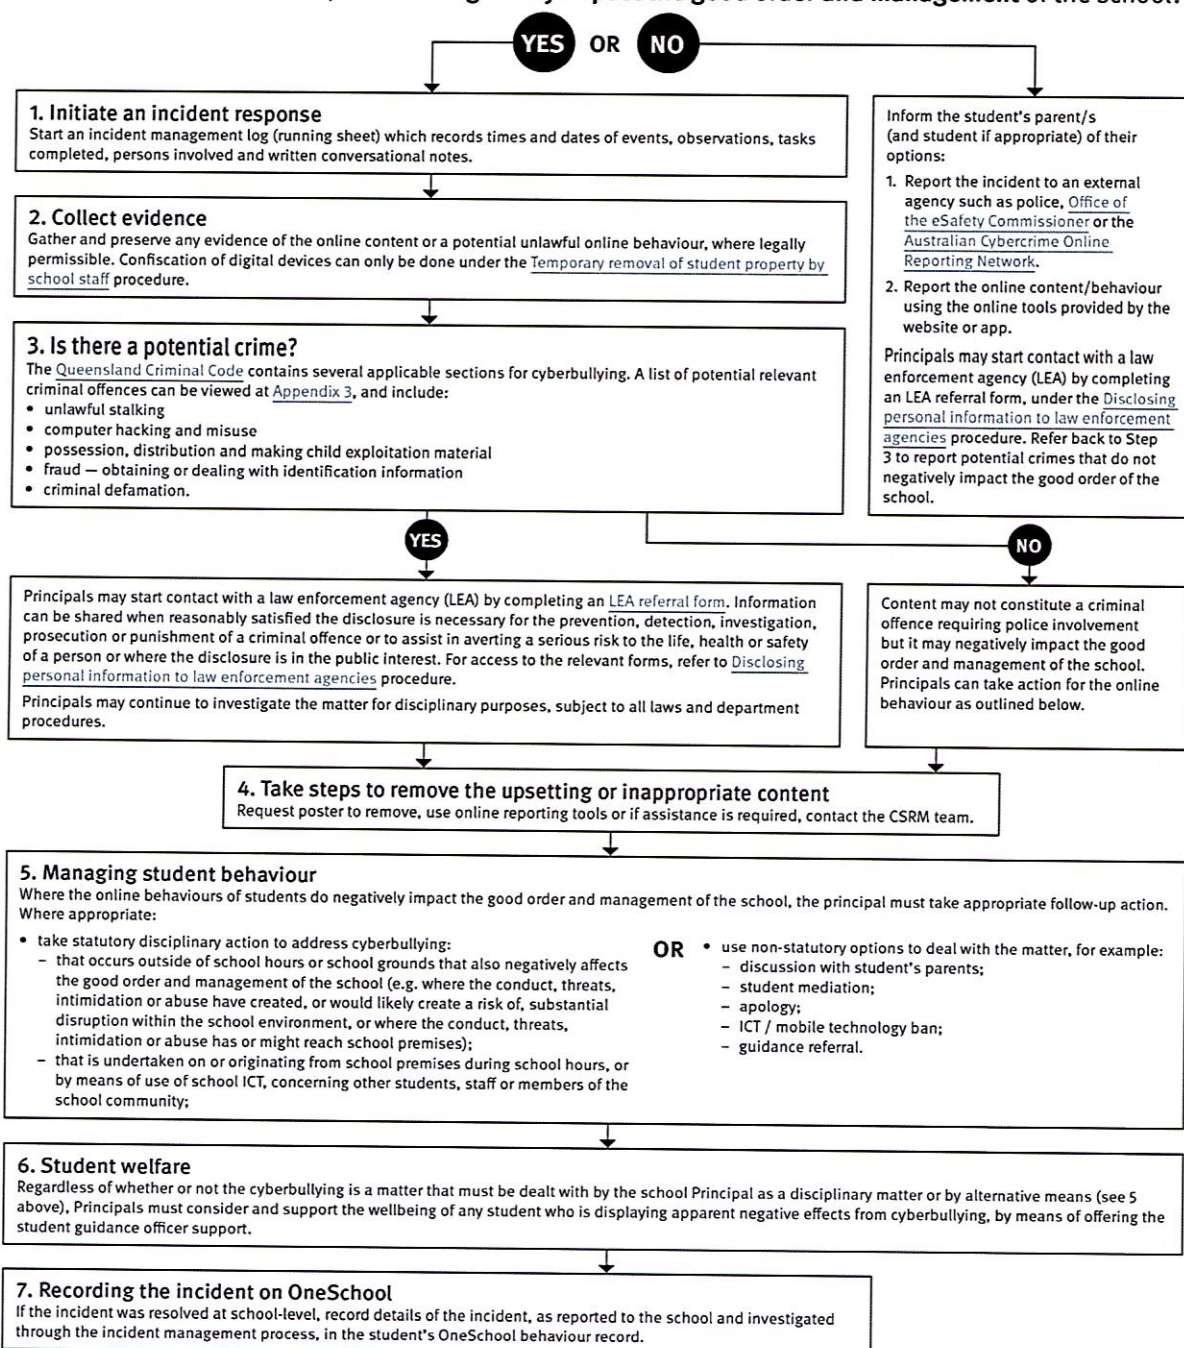 good order and management of the school?
YES OR NO
1. Initiate an incident response
Start an incident management log (running sheet) which records times and dates of events, observations, tasks
completed, persons involved and written conversational notes.
2. Collect evidence
Gather and preserve any evidence of the online content or a potential unlawful online behaviour, where legally
permissible. Confiscation of digital devices can only be done under the Temporary removal of student property by
school staff procedure.
3. Is there a potential crime?
The Queensland Criminal Code contains several applicable sections for cyberbullying. A list of potential relevant
criminal offences can be viewed at Appendix 3, and include:
• unlawful stalking
• computer hacking and misuse
• possession, distribution and making child exploitation material
• fraud — obtaining or dealing with identification information
• criminal defamation.
Inform the student's parent/s
(and student if appropriate) of their
options:
1. Report the incident to an external
agency such as police, Office of
the eSafety Commissioner or the
Australian Cybercrime Online
Reporting Network.
2. Report the online content/behaviour
using the online tools provided by the
website or app.
Principals may start contact with a law
enforcement agency (LEA) by completing
an LEA referral form, under the Disclosing
personal information to law enforcement
agencies procedure. Refer back to Step
3 to report potential crimes that do not
negatively impact the good order of the
school.
YES
NO
Principals may start contact with a law enforcement agency (LEA) by completing an LEA referral form. Information
can be shared when reasonably satisfied the disclosure is necessary for the prevention, detection, investigation,
prosecution or punishment of a criminal offence or to assist in averting a serious risk to the life, health or safety
of a person or where the disclosure is in the public interest. For access to the relevant forms, refer to Disclosing
personal information to law enforcement agencies procedure.
Principals may continue to investigate the matter for disciplinary purposes, subject to all laws and department
procedures.
Content may not constitute a criminal
offence requiring police involvement
but it may negatively impact the good
order and management of the school.
Principals can take action for the online
behaviour as outlined below.
4. Take steps to remove the upsetting or inappropriate content
Request poster to remove, use online reporting tools or if assistance is required, contact the CSRM team.
5. Managing student behaviour
Where the online behaviours of students do negatively impact the good order and management of the school, the principal must take appropriate follow-up action.
Where appropriate:
• take statutory disciplinary action to address cyberbullying:
– that occurs outside of school hours or school grounds that also negatively affects
the good order and management of the school (e.g. where the conduct, threats,
intimidation or abuse have created, or would likely create a risk of, substantial
disruption within the school environment, or where the conduct, threats,
intimidation or abuse has or might reach school premises);
– that is undertaken on or originating from school premises during school hours, or
by means of use of school ICT, concerning other students, staff or members of the
school community;
OR
• use non-statutory options to deal with the matter, for example:
– discussion with student's parents;
– student mediation;
– apology;
– ICT / mobile technology ban;
– guidance referral.
6. Student welfare
Regardless of whether or not the cyberbullying is a matter that must be dealt with by the school Principal as a disciplinary matter or by alternative means (see 5
above), Principals must consider and support the wellbeing of any student who is displaying apparent negative effects from cyberbullying, by means of offering the
student guidance officer support.
7. Recording the incident on OneSchool
If the incident was resolved at school-level, record details of the incident, as reported to the school and investigated
through the incident management process, in the student's OneSchool behaviour record.